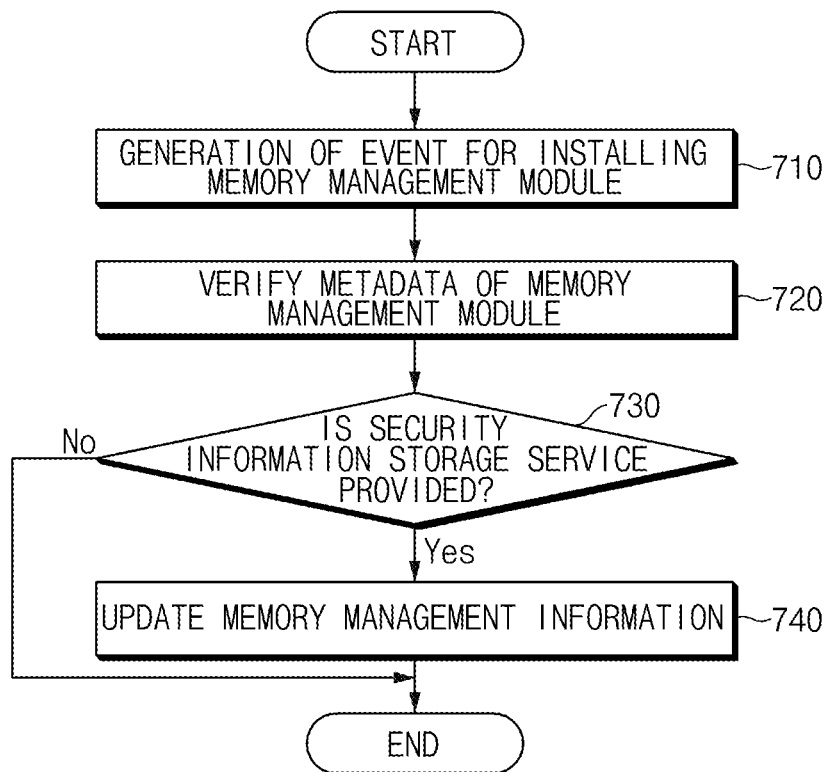 START
GENERATION OF EVENT FOR INSTALLING
MEMORY MANAGEMENT MODULE
710
VERIFY METADATA OF MEMORY
MANAGEMENT MODULE
720
730
IS SECURITY
INFORMATION STORAGE SERVICE
PROVIDED?
No
Yes
UPDATE MEMORY MANAGEMENT INFORMATION
740
END